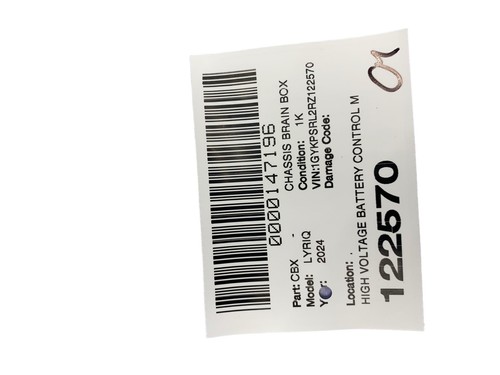 0000147196
Part: CBX - CHASSIS BRAIN BOX
Model: LYRIQ Condition: 1K
2024 VIN:1GYKPSRL2RZ122570
Damage Code:
Location: .
HIGH VOLTAGE BATTERY CONTROL M
122570